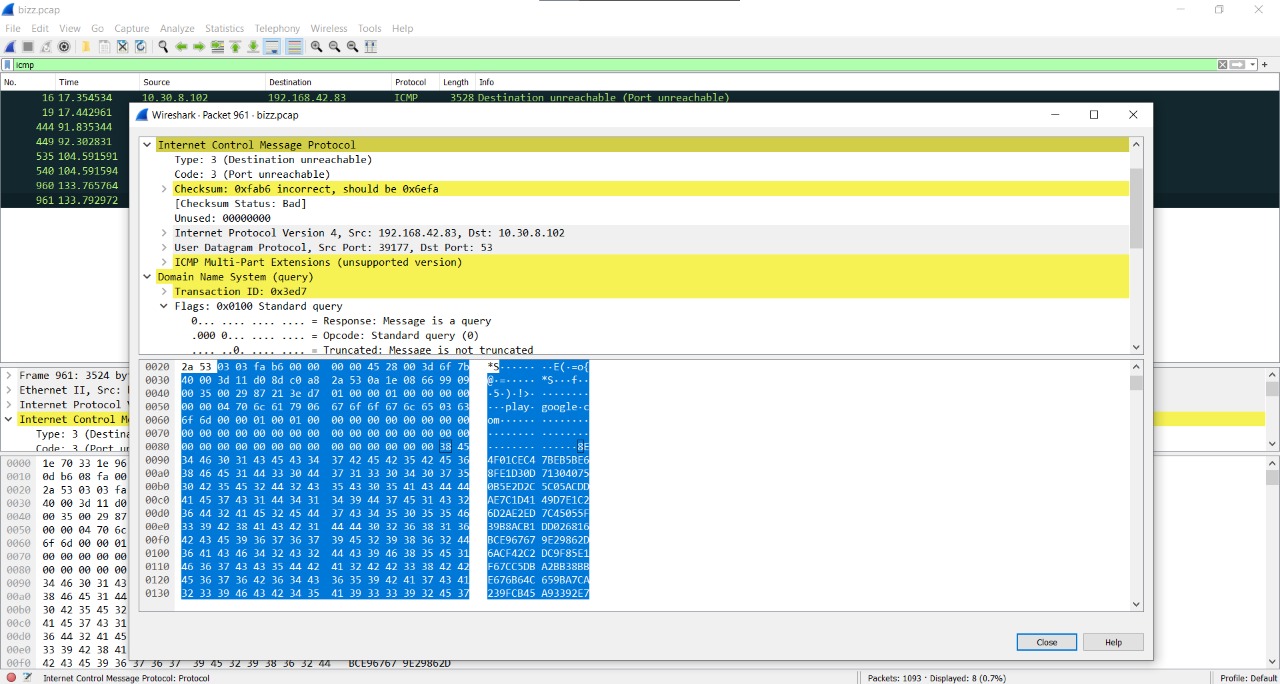 bizz.pcap
File Edit View Go Capture Analyze Statistics Telephony Wireless Tools Help
icmp
No. Time Source Destination Protocol Length Info
16 17.354534 10.30.8.102 192.168.42.83 ICMP 3528 Destination unreachable (Port unreachable)
19 17.442961
444 91.835344
449 92.302831
535 104.591591
540 104.591594
960 133.765764
961 133.792972
Wireshark · Packet 961 · bizz.pcap
Internet Control Message Protocol
Type: 3 (Destination unreachable)
Code: 3 (Port unreachable)
Checksum: 0xfab6 incorrect, should be 0x6efa
[Checksum Status: Bad]
Unused: 00000000
Internet Protocol Version 4, Src: 192.168.42.83, Dst: 10.30.8.102
User Datagram Protocol, Src Port: 39177, Dst Port: 53
ICMP Multi-Part Extensions (unsupported version)
Domain Name System (query)
Transaction ID: 0x3ed7
Flags: 0x0100 Standard query
0... .... .... .... = Response: Message is a query
.000 0... .... .... = Opcode: Standard query (0)
.... ..0. .... .... = Truncated: Message is not truncated
0020 2a 53 03 03 fa b6 00 00 00 00 45 28 00 3d 6f 7b *S······ ··E(·=o{
0030 40 00 3d 11 d0 8d c0 a8 2a 53 0a 1e 08 66 99 09 @·=····· *S···f··
0040 00 35 00 29 87 21 3e d7 01 00 00 01 00 00 00 00 ·5·)·!>· ········
0050 00 00 04 70 6c 61 79 06 67 6f 6f 67 6c 65 03 63 ···play· google·c
0060 6f 6d 00 00 01 00 01 00 00 00 00 00 00 00 00 00 om······ ········
0070 00 00 00 00 00 00 00 00 00 00 00 00 00 00 00 00 ········ ········
0080 00 00 00 00 00 00 00 00 00 00 00 00 00 00 38 45 ········ ······8E
0090 34 46 30 31 43 45 43 34 37 42 45 42 35 42 45 36 4F01CEC4 7BEB5BE6
00a0 38 46 45 31 44 33 30 44 37 31 33 30 34 30 37 35 8FE1D30D 71304075
00b0 30 42 35 45 32 44 32 43 35 43 30 35 41 43 44 44 0B5E2D2C 5C05ACDD
00c0 41 45 37 43 31 44 34 31 34 39 44 37 45 31 43 32 AE7C1D41 49D7E1C2
00d0 36 44 32 41 45 32 45 44 37 43 34 35 30 35 35 46 6D2AE2ED 7C45055F
00e0 33 39 42 38 41 43 42 31 44 44 30 32 36 38 31 36 39B8ACB1 DD026816
00f0 42 43 45 39 36 37 36 37 39 45 32 39 38 36 32 44 BCE96767 9E29862D
0100 36 41 43 46 34 32 43 32 44 43 39 46 38 35 45 31 6ACF42C2 DC9F85E1
0110 46 36 37 43 43 35 44 42 41 32 42 42 33 38 42 42 F67CC5DB A2BB38BB
0120 45 36 37 36 42 36 34 43 36 35 39 42 41 37 43 41 E676B64C 659BA7CA
0130 32 33 39 46 43 42 34 35 41 39 33 33 39 32 45 37 239FCB45 A93392E7
Close Help
Frame 961: 3524 by
Ethernet II, Src:
Internet Protocol
Internet Control M
Type: 3 (Destina
Code: 3 (Port un
0000 1e 70 33 1e 96
0010 0d b6 08 fa 00
0020 2a 53 03 03 fa
0030 40 00 3d 11 d0
0040 00 35 00 29 87
0050 00 00 04 70 6c
0060 6f 6d 00 00 01
0070 00 00 00 00 00
0080 00 00 00 00 00
0090 34 46 30 31 43
00a0 38 46 45 31 44
00b0 30 42 35 45 32
00c0 41 45 37 43 31
00d0 36 44 32 41 45
00e0 33 39 42 38 41
00f0 42 43 45 39 36 37 36 37 39 45 32 39 38 36 32 44 BCE96767 9E29862D
Internet Control Message Protocol: Protocol
Packets: 1093 · Displayed: 8 (0.7%)
Profile: Default